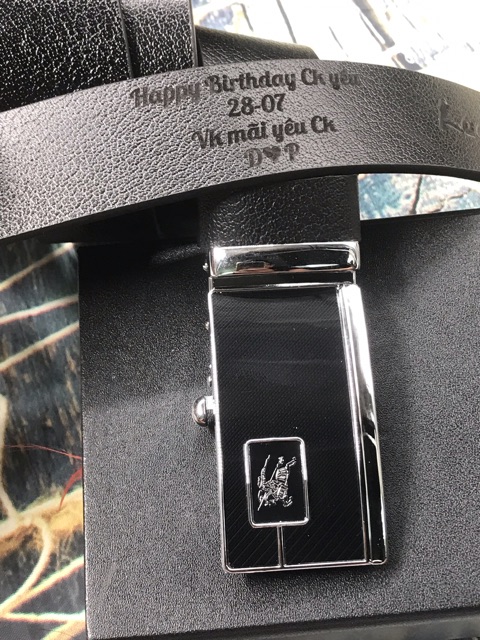 Happy Birthday Ck yêu
28-07
Vk mãi yêu Ck
D♥P